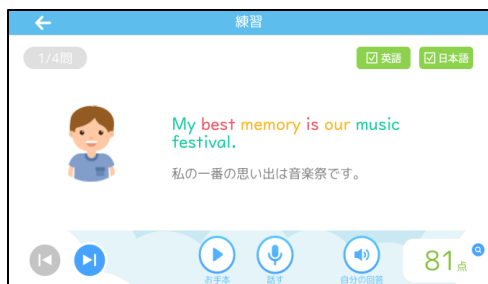 練習
1/4問
英語 日本語
My best memory is our music
festival.
私の一番の思い出は音楽祭です。
お手本 話す 自分の回答
81点